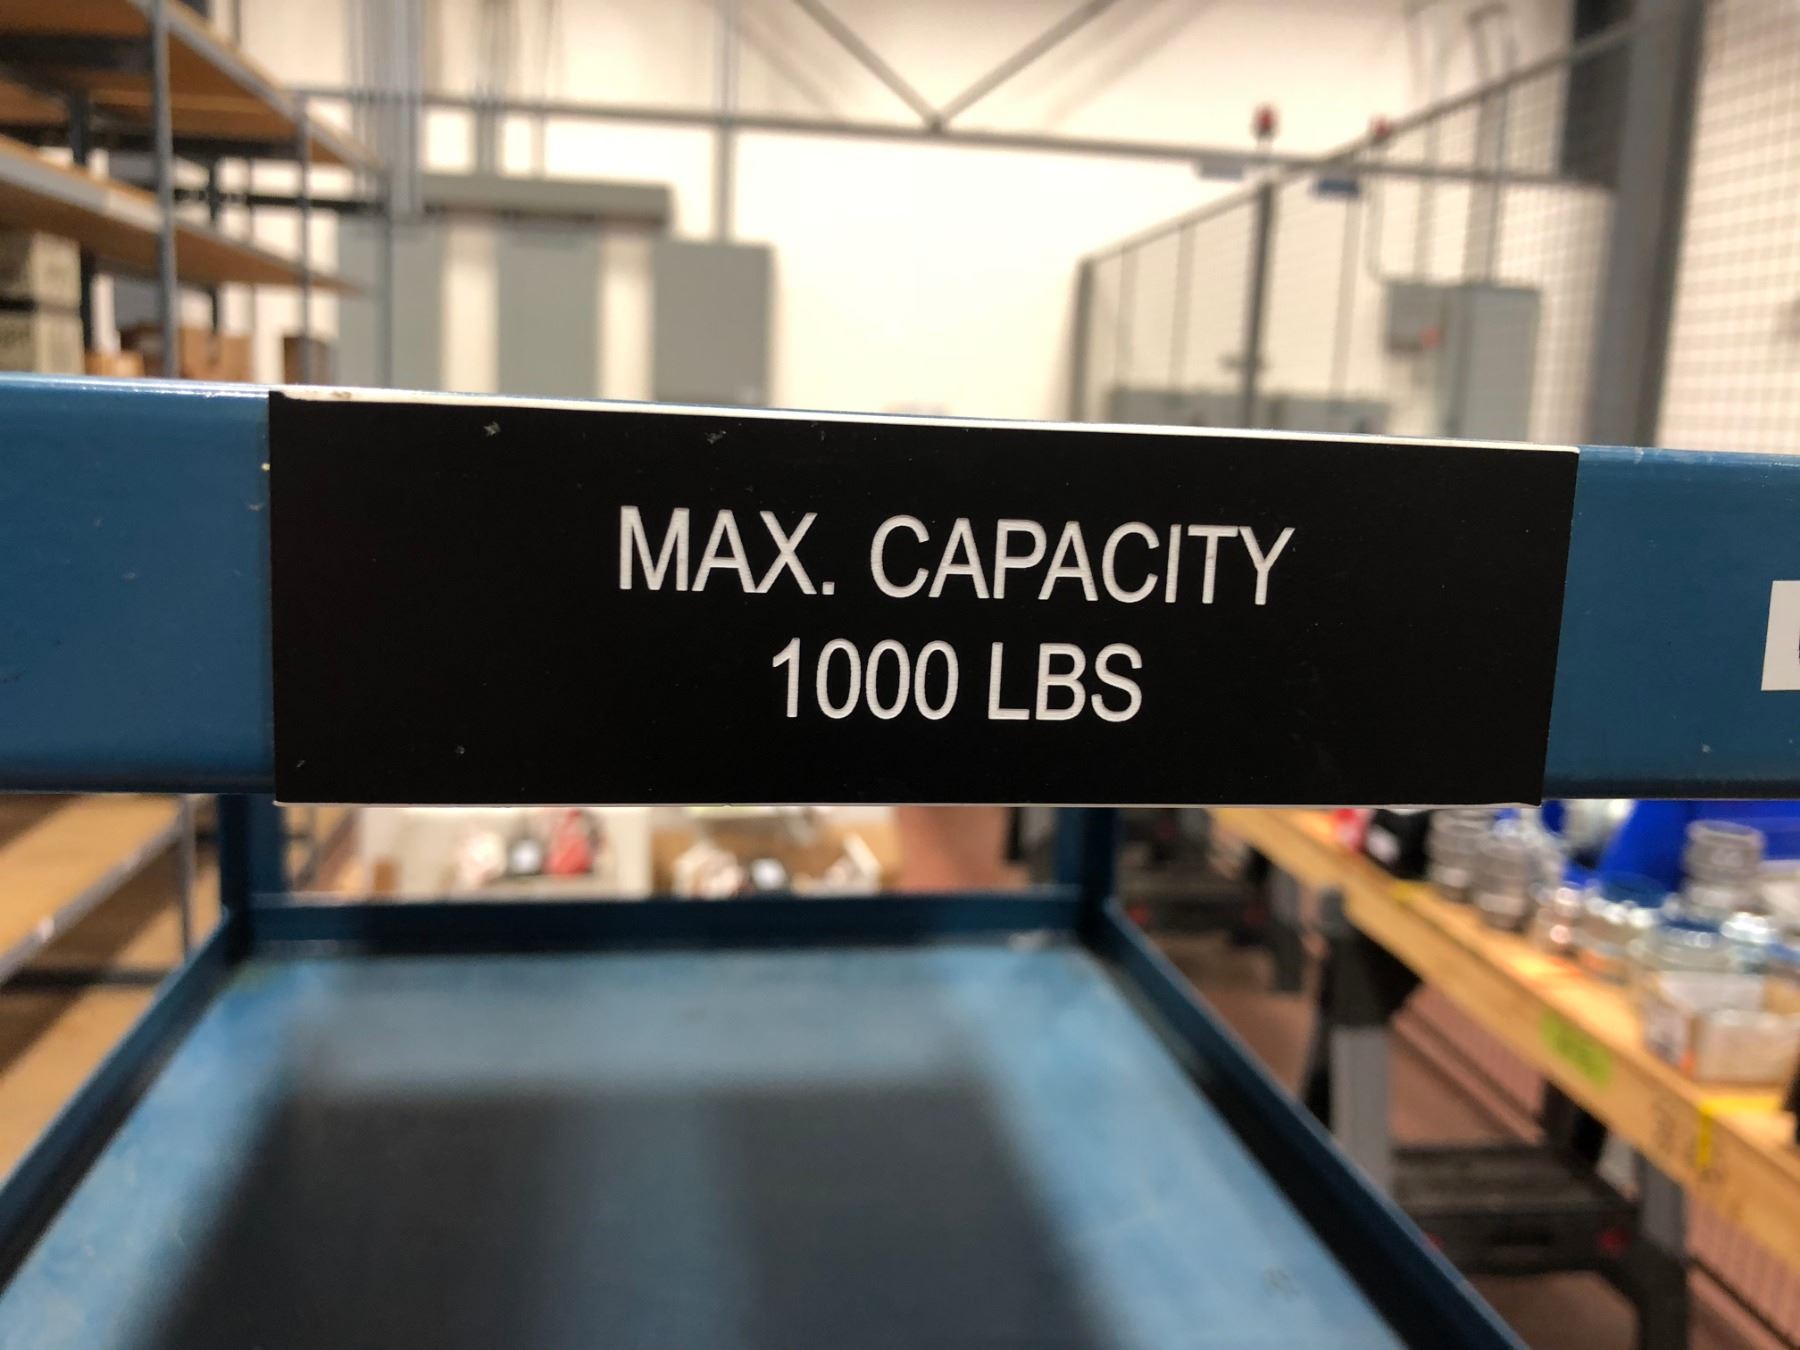 MAX. CAPACITY
1000 LBS